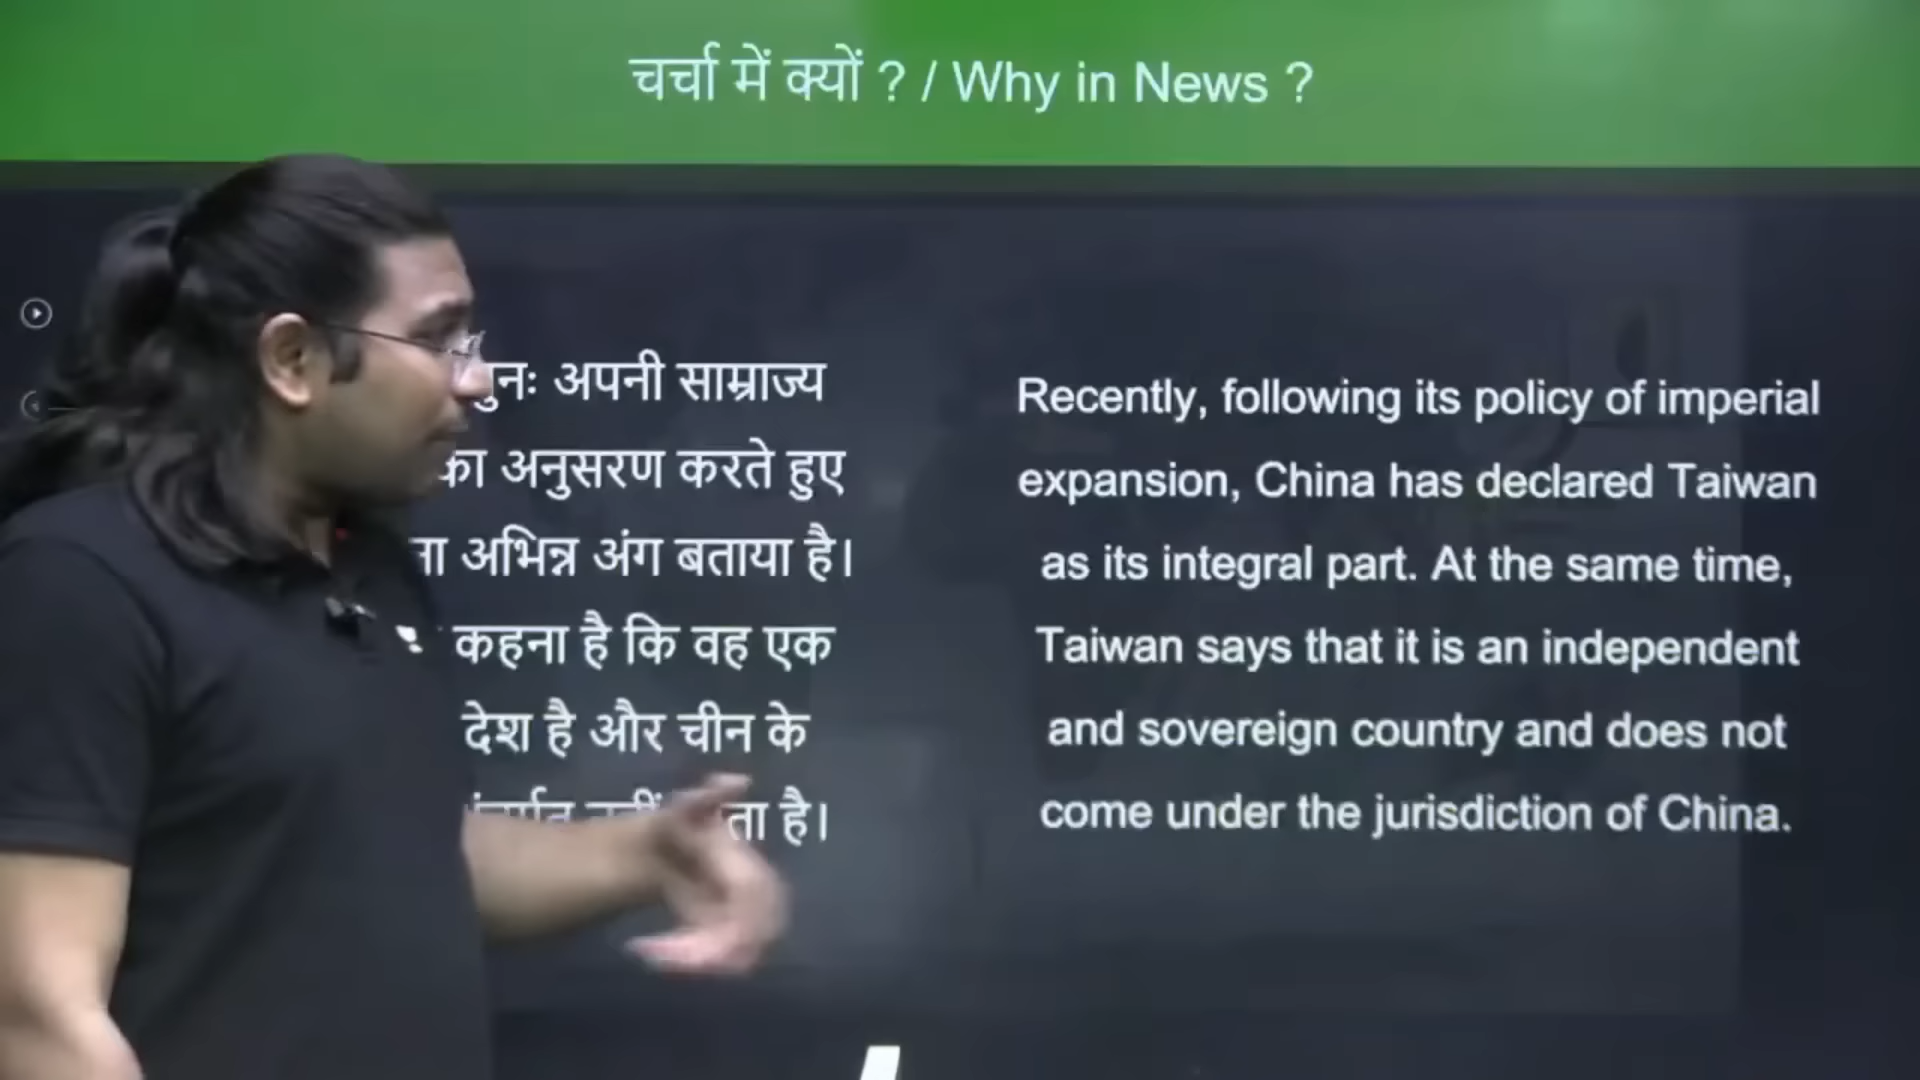 चर्चा में क्यों ? / Why in News ?
अपनी साम्राज्य
का अनुसरण करते हुए
अभिन्न अंग बताया है।
कहना है कि वह एक
देश है और चीन के
है।
Recently, following its policy of imperial
expansion, China has declared Taiwan
as its integral part. At the same time,
Taiwan says that it is an independent
and sovereign country and does not
come under the jurisdiction of China.